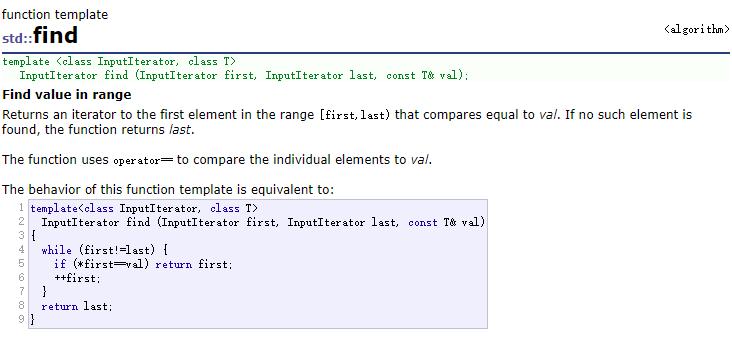 function template
std::find
<algorithm>
template <class InputIterator, class T>
   InputIterator find (InputIterator first, InputIterator last, const T& val);
Find value in range
Returns an iterator to the first element in the range [first,last) that compares equal to val. If no such element is
found, the function returns last.
The function uses operator== to compare the individual elements to val.
The behavior of this function template is equivalent to:
1 template<class InputIterator, class T>
2   InputIterator find (InputIterator first, InputIterator last, const T& val)
3 {
4   while (first!=last) {
5     if (*first==val) return first;
6     ++first;
7   }
8   return last;
9 }